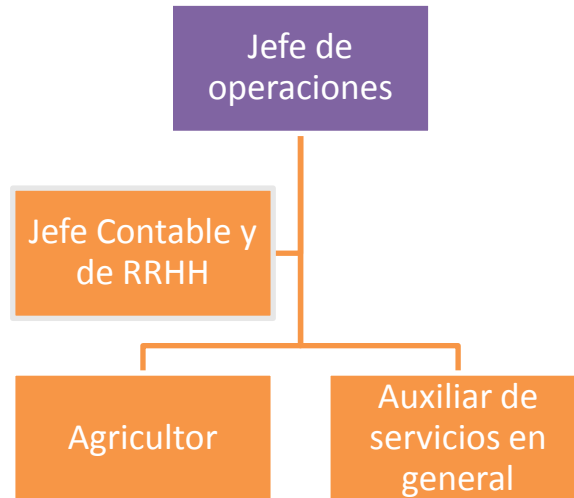 Jefe de
operaciones
Jefe Contable y
de RRHH
Agricultor
Auxiliar de
servicios en
general